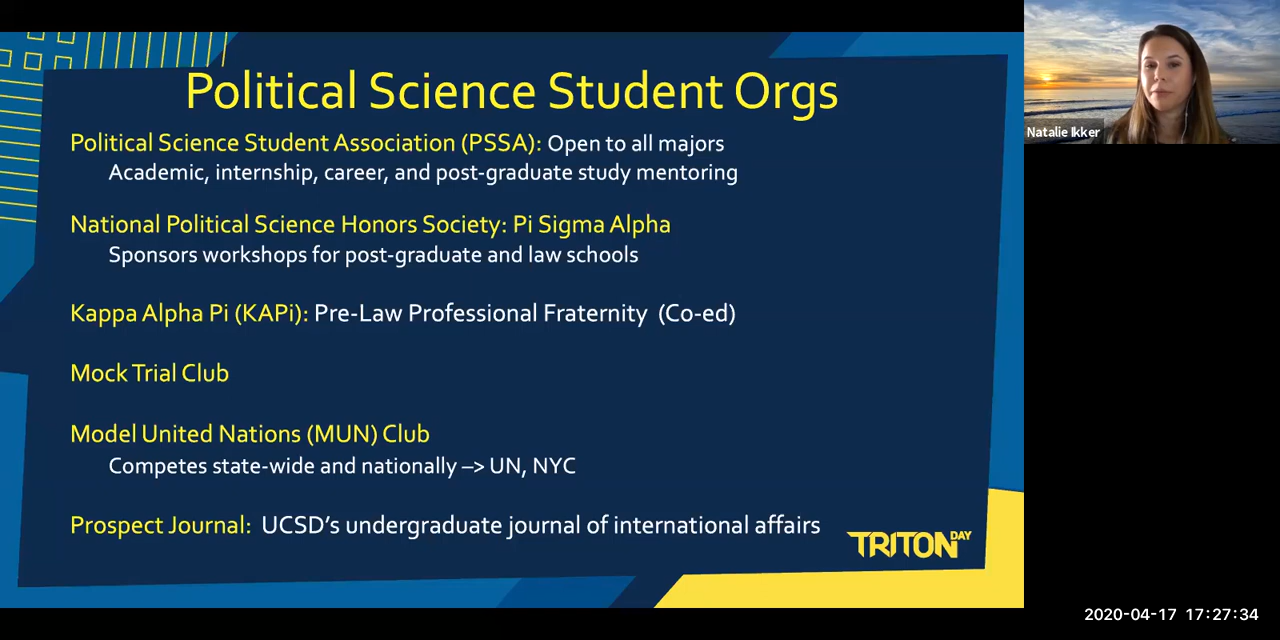 Political Science Student Orgs
Political Science Student Association (PSSA): Open to all majors
Academic, internship, career, and post-graduate study mentoring
National Political Science Honors Society: Pi Sigma Alpha
Sponsors workshops for post-graduate and law schools
Kappa Alpha Pi (KAPi): Pre-Law Professional Fraternity (Co-ed)
Mock Trial Club
Model United Nations (MUN) Club
Competes state-wide and nationally –> UN, NYC
Prospect Journal: UCSD’s undergraduate journal of international affairs
TRITON DAY
Natalie Ikker
2020-04-17 17:27:34